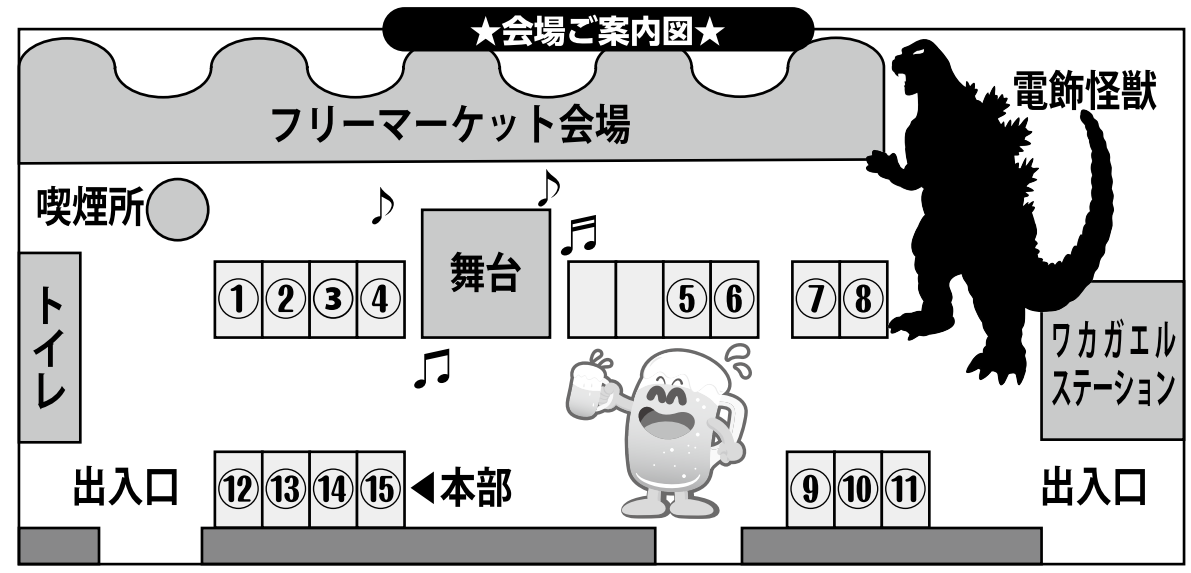 ★会場ご案内図★
電飾怪獣
フリーマーケット会場
喫煙所
舞台
①②③④
⑤⑥
⑦⑧
トイレ
ワカガエル
ステーション
出入口
⑫⑬⑭⑮
◀本部
⑨⑩⑪
出入口